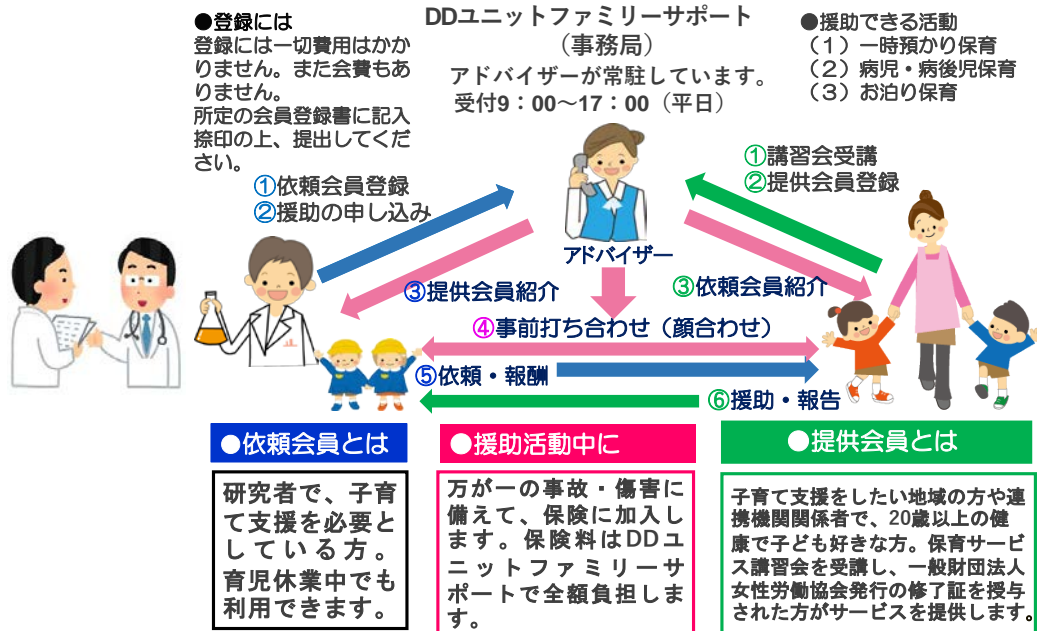 ●登録には
登録には一切費用はかか
りません。また会費もあ
りません。
所定の会員登録書に記入
捺印の上、提出してくだ
さい。
DDユニットファミリーサポート
（事務局）
アドバイザーが常駐しています。
受付9：00～17：00（平日）
●援助できる活動
（１）一時預かり保育
（２）病児・病後児保育
（３）お泊り保育
①依頼会員登録
②援助の申し込み
①講習会受講
②提供会員登録
アドバイザー
③提供会員紹介
③依頼会員紹介
④事前打ち合わせ（顔合わせ）
⑤依頼・報酬
⑥援助・報告
●依頼会員とは
研究者で、子育
て支援を必要と
している方。
育児休業中でも
利用できます。
●援助活動中に
万が一の事故・傷害に
備えて、保険に加入し
ます。保険料はDDユ
ニットファミリーサ
ポートで全額負担しま
す。
●提供会員とは
子育て支援をしたい地域の方や連
携機関関係者で、20歳以上の健
康で子ども好きな方。保育サービ
ス講習会を受講し、一般財団法人
女性労働協会発行の修了証を授与
された方がサービスを提供します。